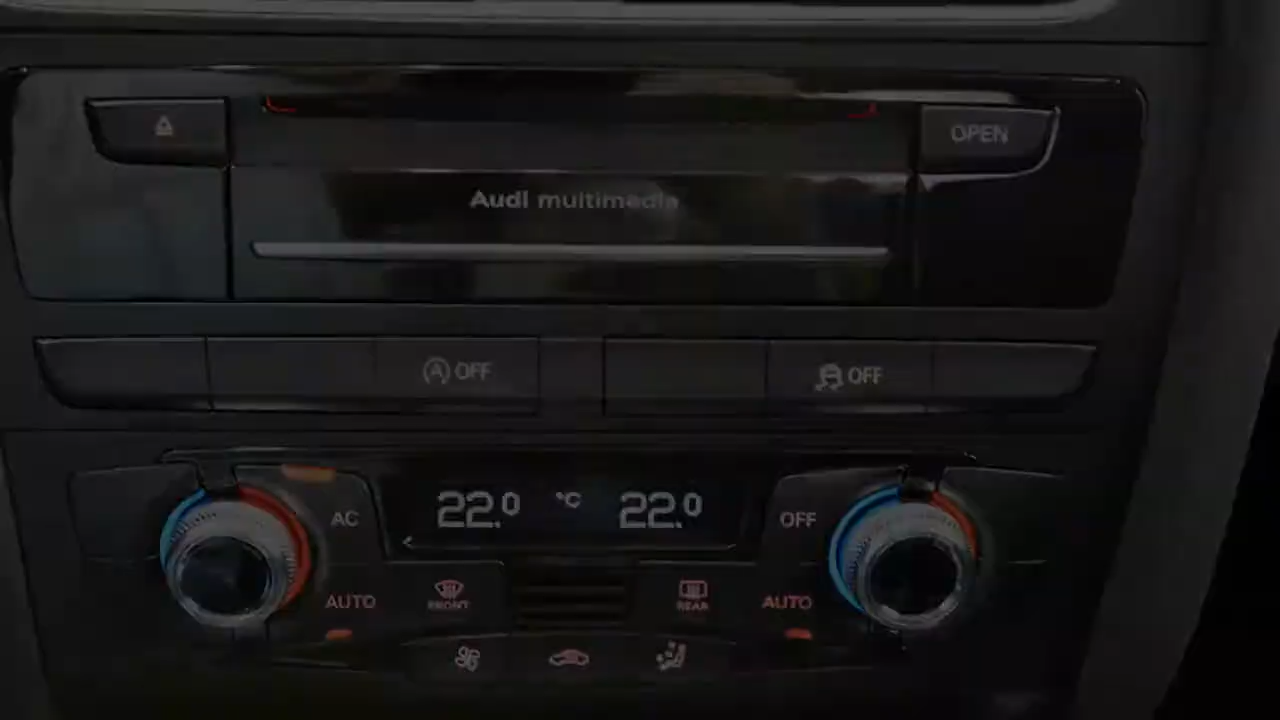 OPEN
Audi multimedia
A OFF
OFF
22.0 °C 22.0
AC
OFF
AUTO
FRONT
REAR
AUTO